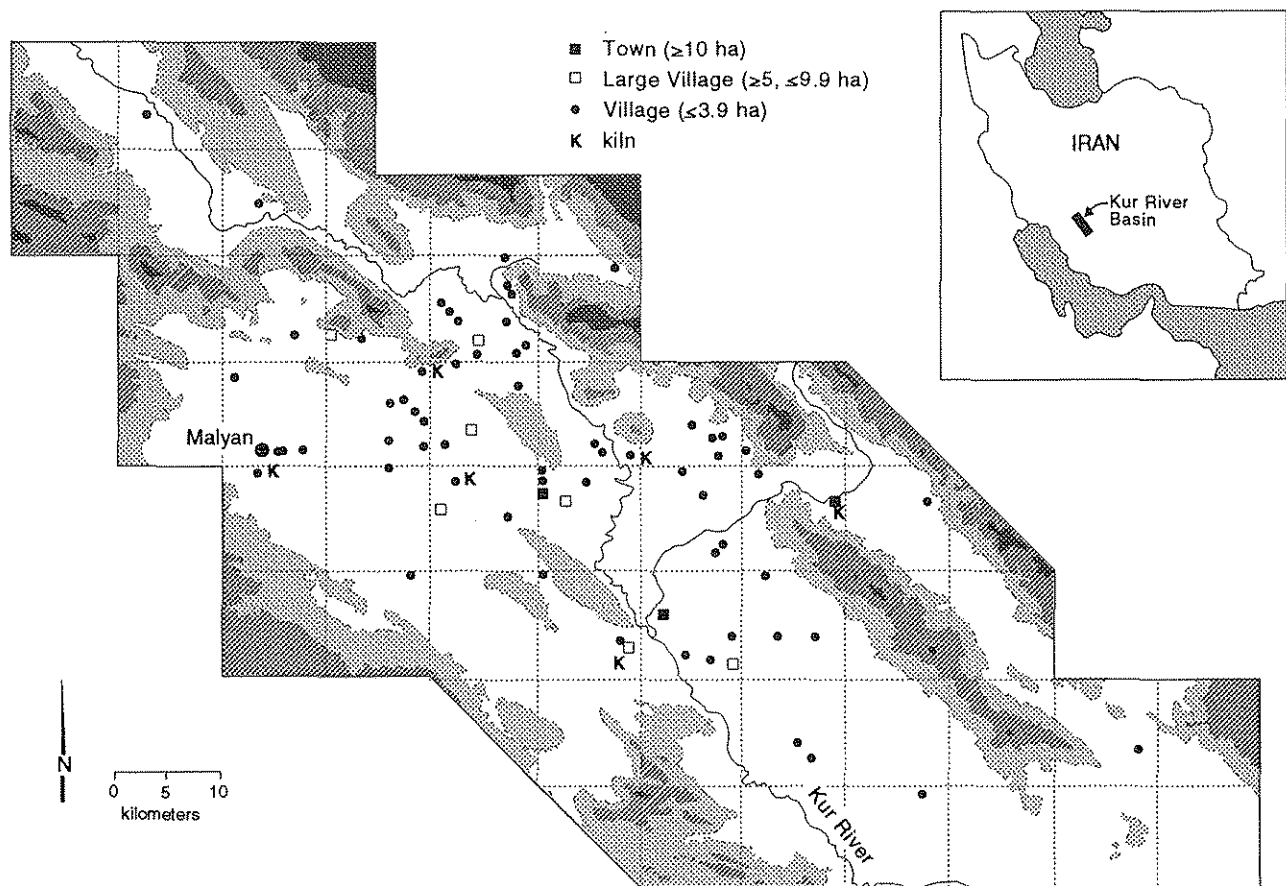 Town (≥10 ha)
Large Village (≥5, ≤9.9 ha)
Village (≤3.9 ha)
K kiln
IRAN
Kur River
Basin
K
Malyan
K
K
K
K
K
N
0 5 10
kilometers
Kur River